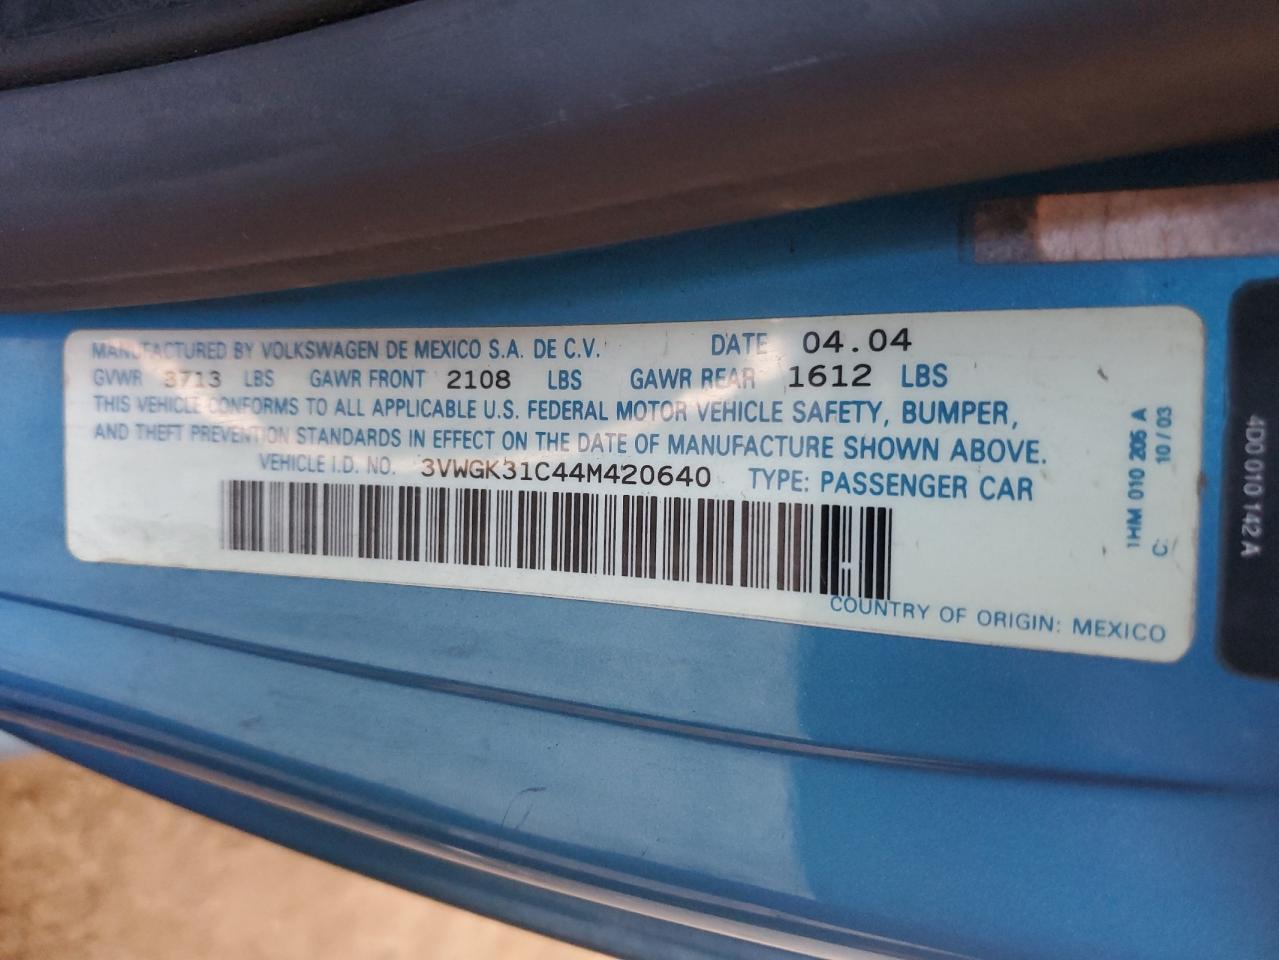 MANUFACTURED BY VOLKSWAGEN DE MEXICO S.A. DE C.V. DATE 04.04
GVWR 3713 LBS GAWR FRONT 2108 LBS GAWR REAR 1612 LBS
THIS VEHICLE CONFORMS TO ALL APPLICABLE U.S. FEDERAL MOTOR VEHICLE SAFETY, BUMPER,
AND THEFT PREVENTION STANDARDS IN EFFECT ON THE DATE OF MANUFACTURE SHOWN ABOVE.
VEHICLE I.D. NO. 3VWGK31C44M420640 TYPE: PASSENGER CAR
COUNTRY OF ORIGIN: MEXICO
1HM 010 205 A
C. 10/03
4D0 010 142 A